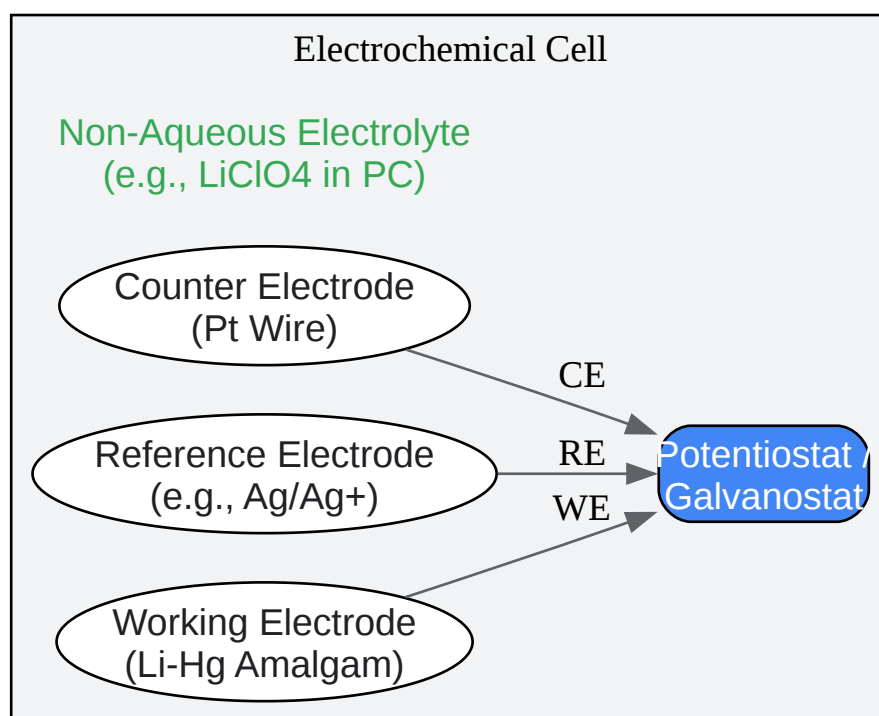 Electrochemical Cell
Non-Aqueous Electrolyte
(e.g., LiClO4 in PC)
Counter Electrode
(Pt Wire)
CE
Reference Electrode
(e.g., Ag/Ag+)
RE
Potentiostat /
Galvanostat
WE
Working Electrode
(Li-Hg Amalgam)